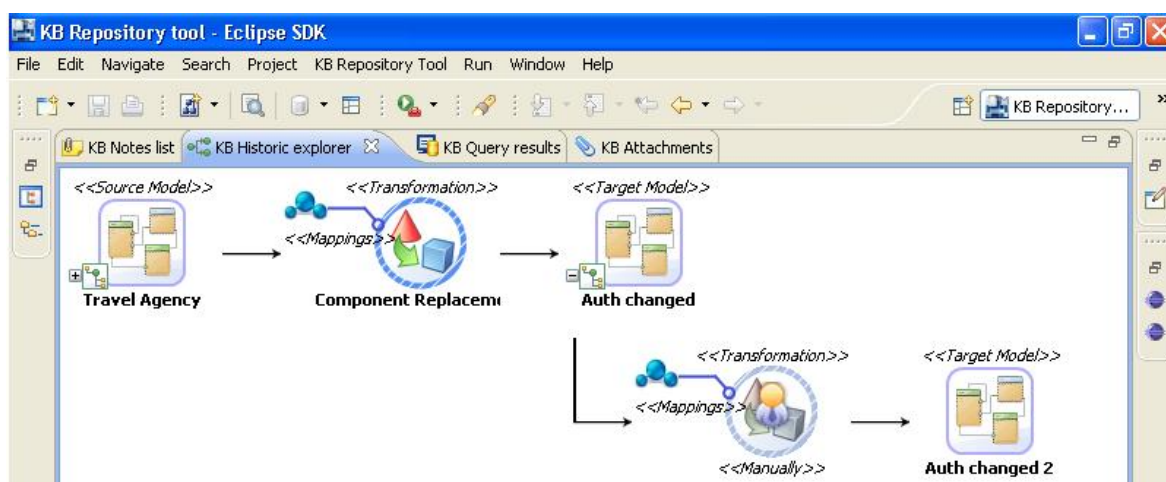 KB Repository tool - Eclipse SDK
File Edit Navigate Search Project KB Repository Tool Run Window Help
KB Repository... »
KB Notes list KB Historic explorer KB Query results KB Attachments
<<Source Model>> <<Transformation>> <<Target Model>>
<<Mappings>>
Travel Agency Component Replaceme Auth changed
<<Transformation>> <<Target Model>>
<<Mappings>>
<<Manually>> Auth changed 2